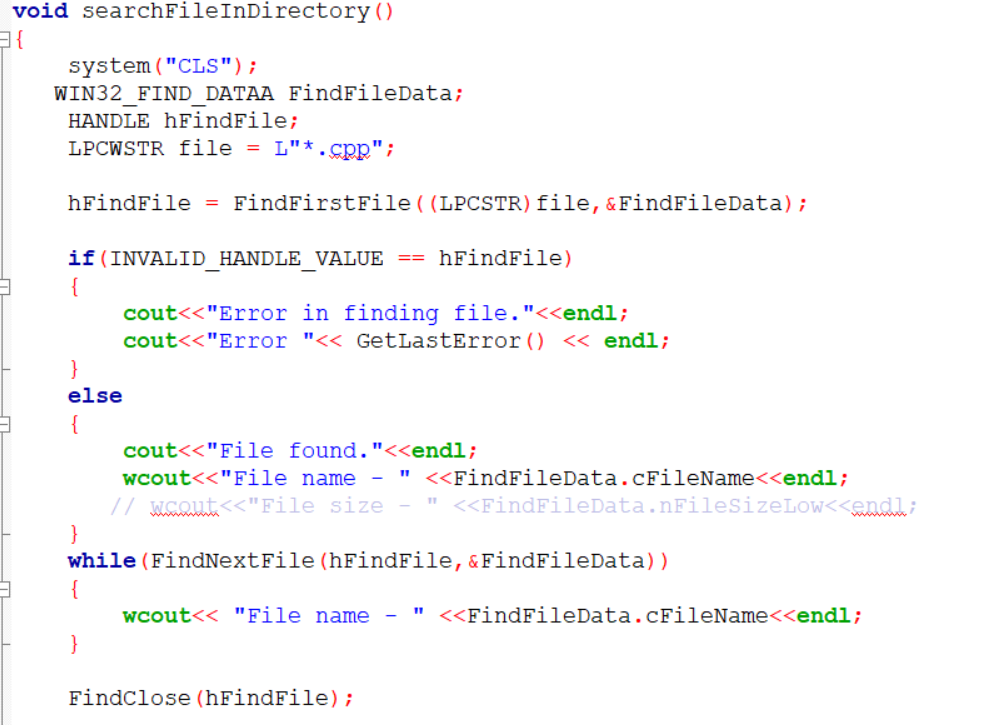 void searchFileInDirectory()
{
system("CLS");
WIN32_FIND_DATAA FindFileData;
HANDLE hFindFile;
LPCWSTR file = L"*.cpp";
hFindFile = FindFirstFile((LPCSTR)file,&FindFileData);
if(INVALID_HANDLE_VALUE == hFindFile)
{
cout<<"Error in finding file."<<endl;
cout<<"Error "<< GetLastError() << endl;
}
else
{
cout<<"File found."<<endl;
wcout<<"File name - " <<FindFileData.cFileName<<endl;
// wcout<<"File size - " <<FindFileData.nFileSizeLow<<endl;
}
while(FindNextFile(hFindFile,&FindFileData))
{
wcout<< "File name - " <<FindFileData.cFileName<<endl;
}
FindClose(hFindFile);